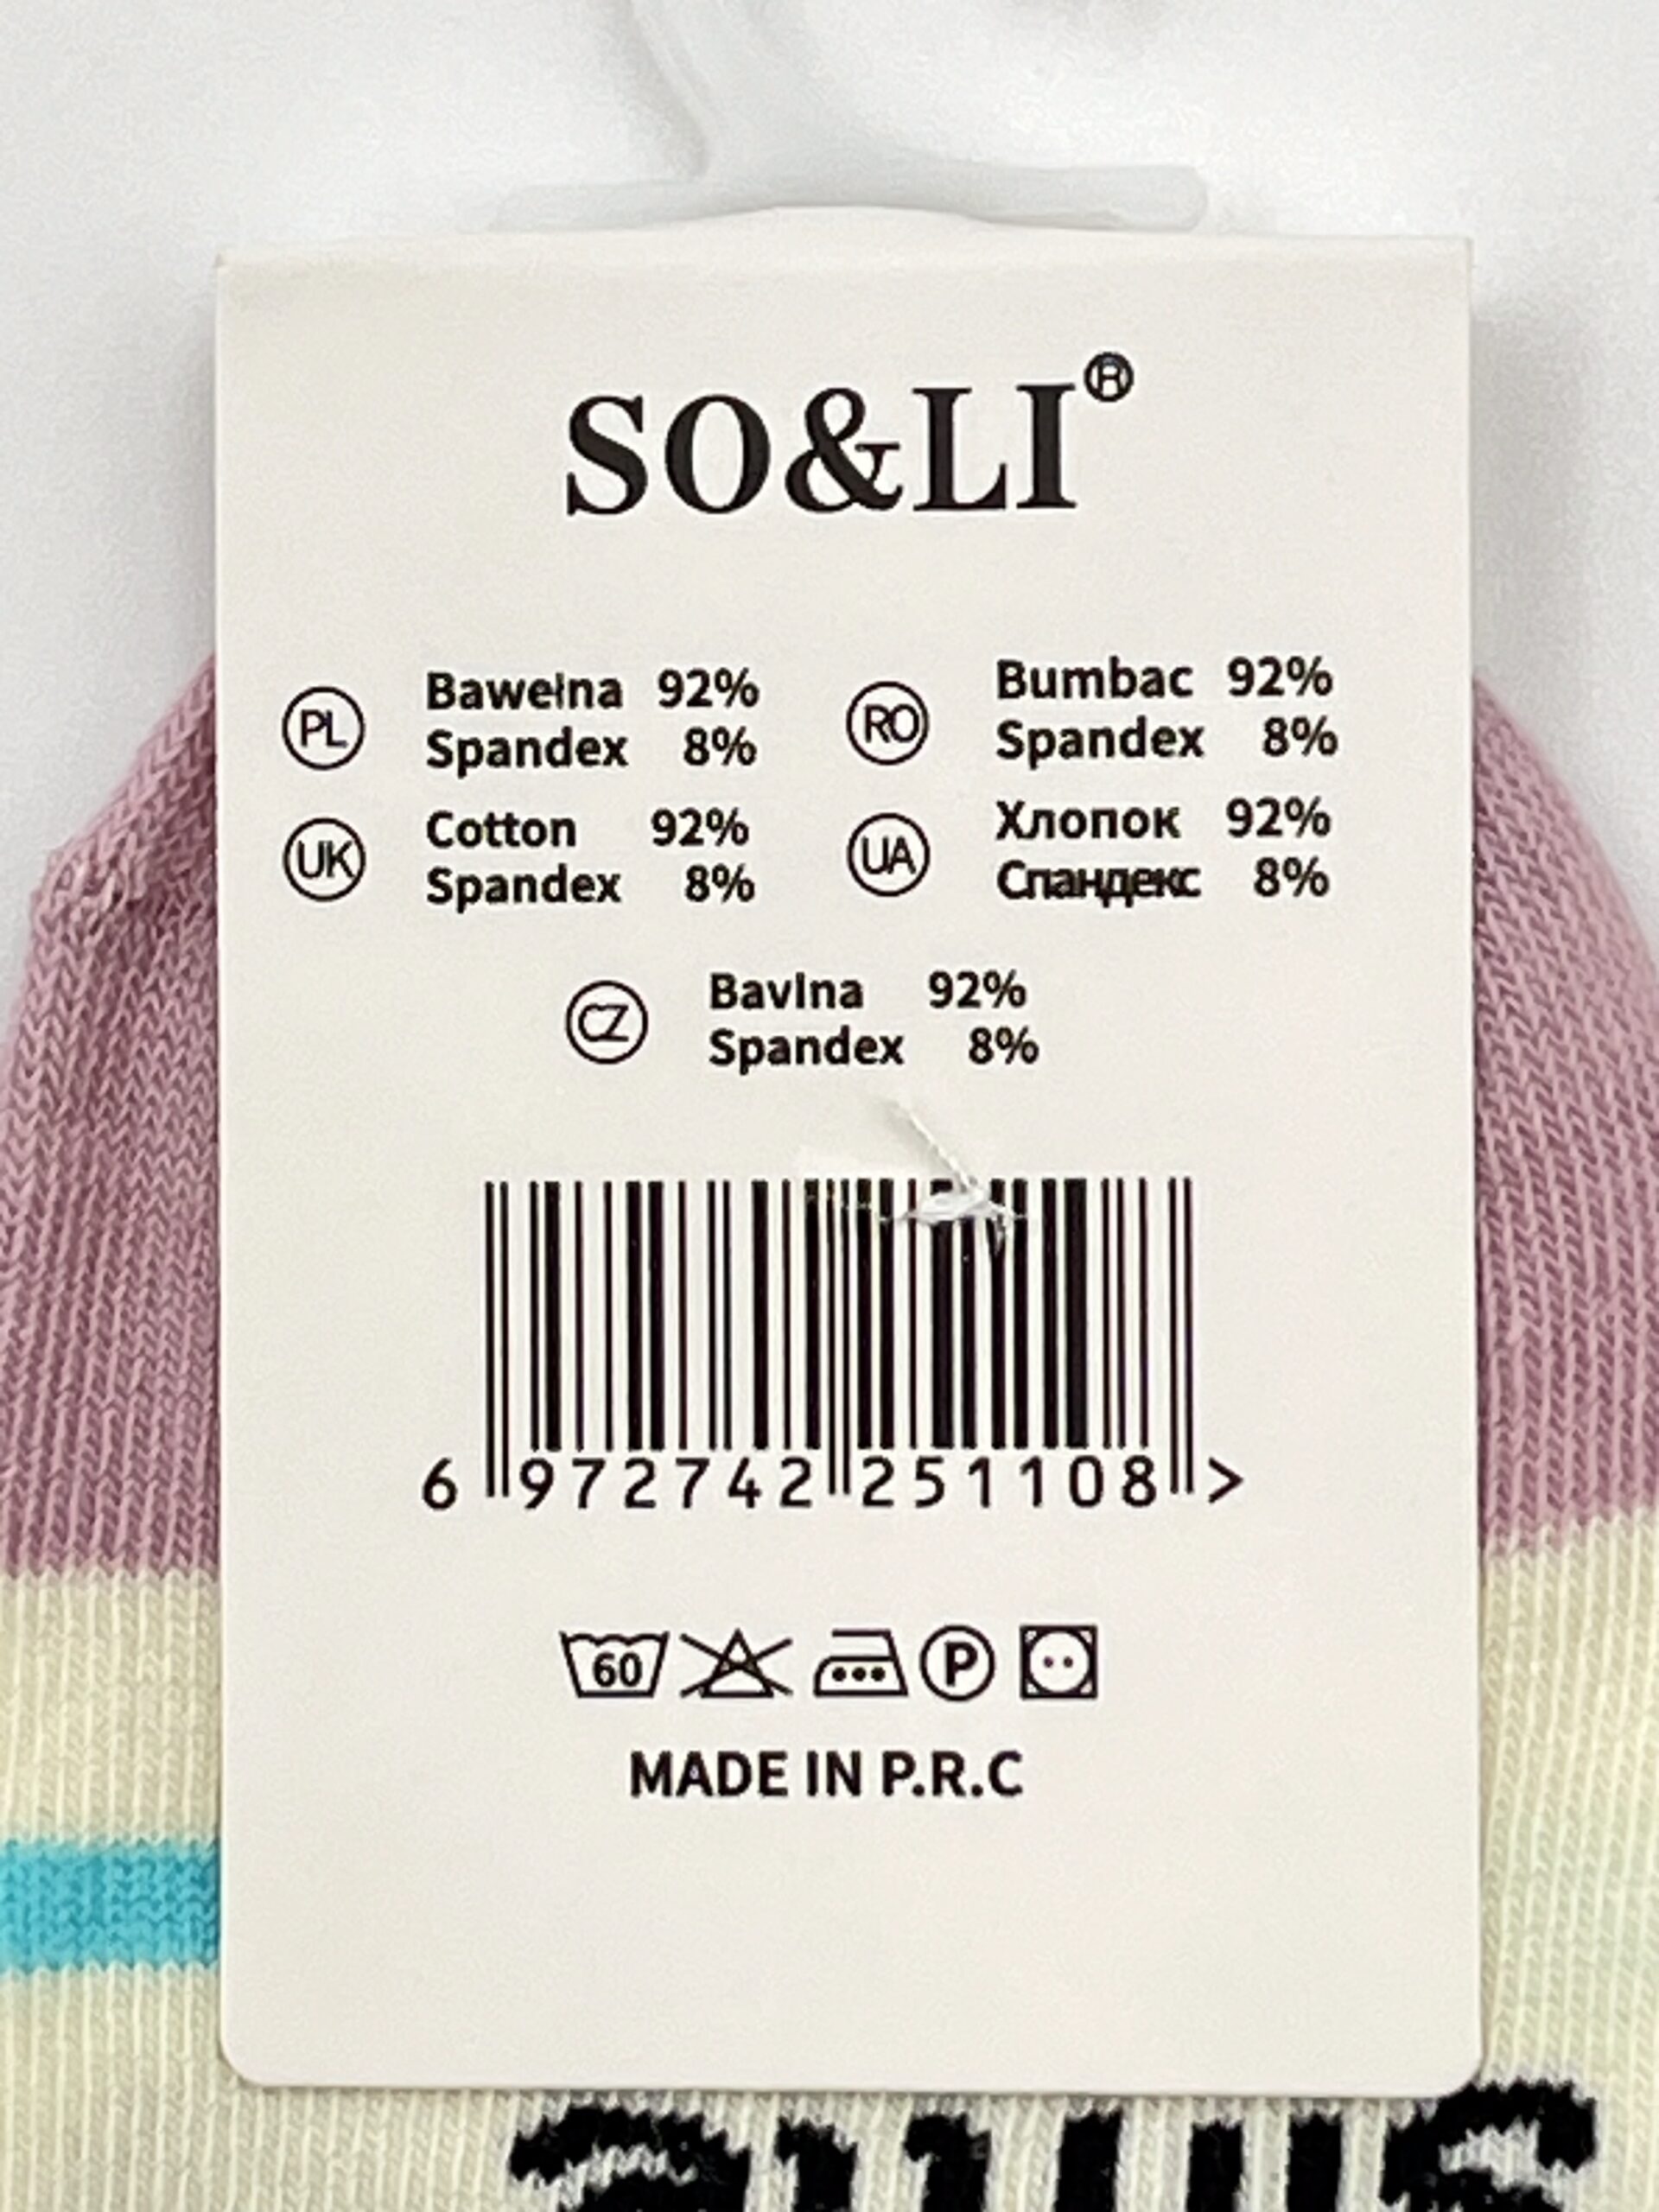 SO&LI®
PL Bawełna 92%
Spandex 8%
RO Bumbac 92%
Spandex 8%
UK Cotton 92%
Spandex 8%
UA Хлопок 92%
Спандекс 8%
CZ Bavlna 92%
Spandex 8%
6 972742 251108 >
60 P
MADE IN P.R.C